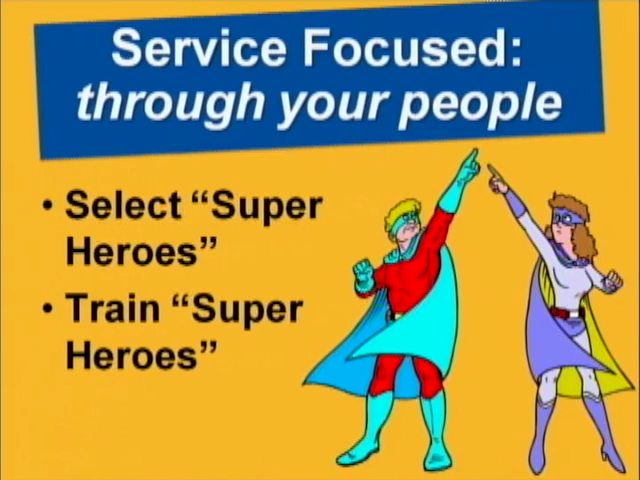 Service Focused:
through your people
• Select “Super
Heroes”
• Train “Super
Heroes”